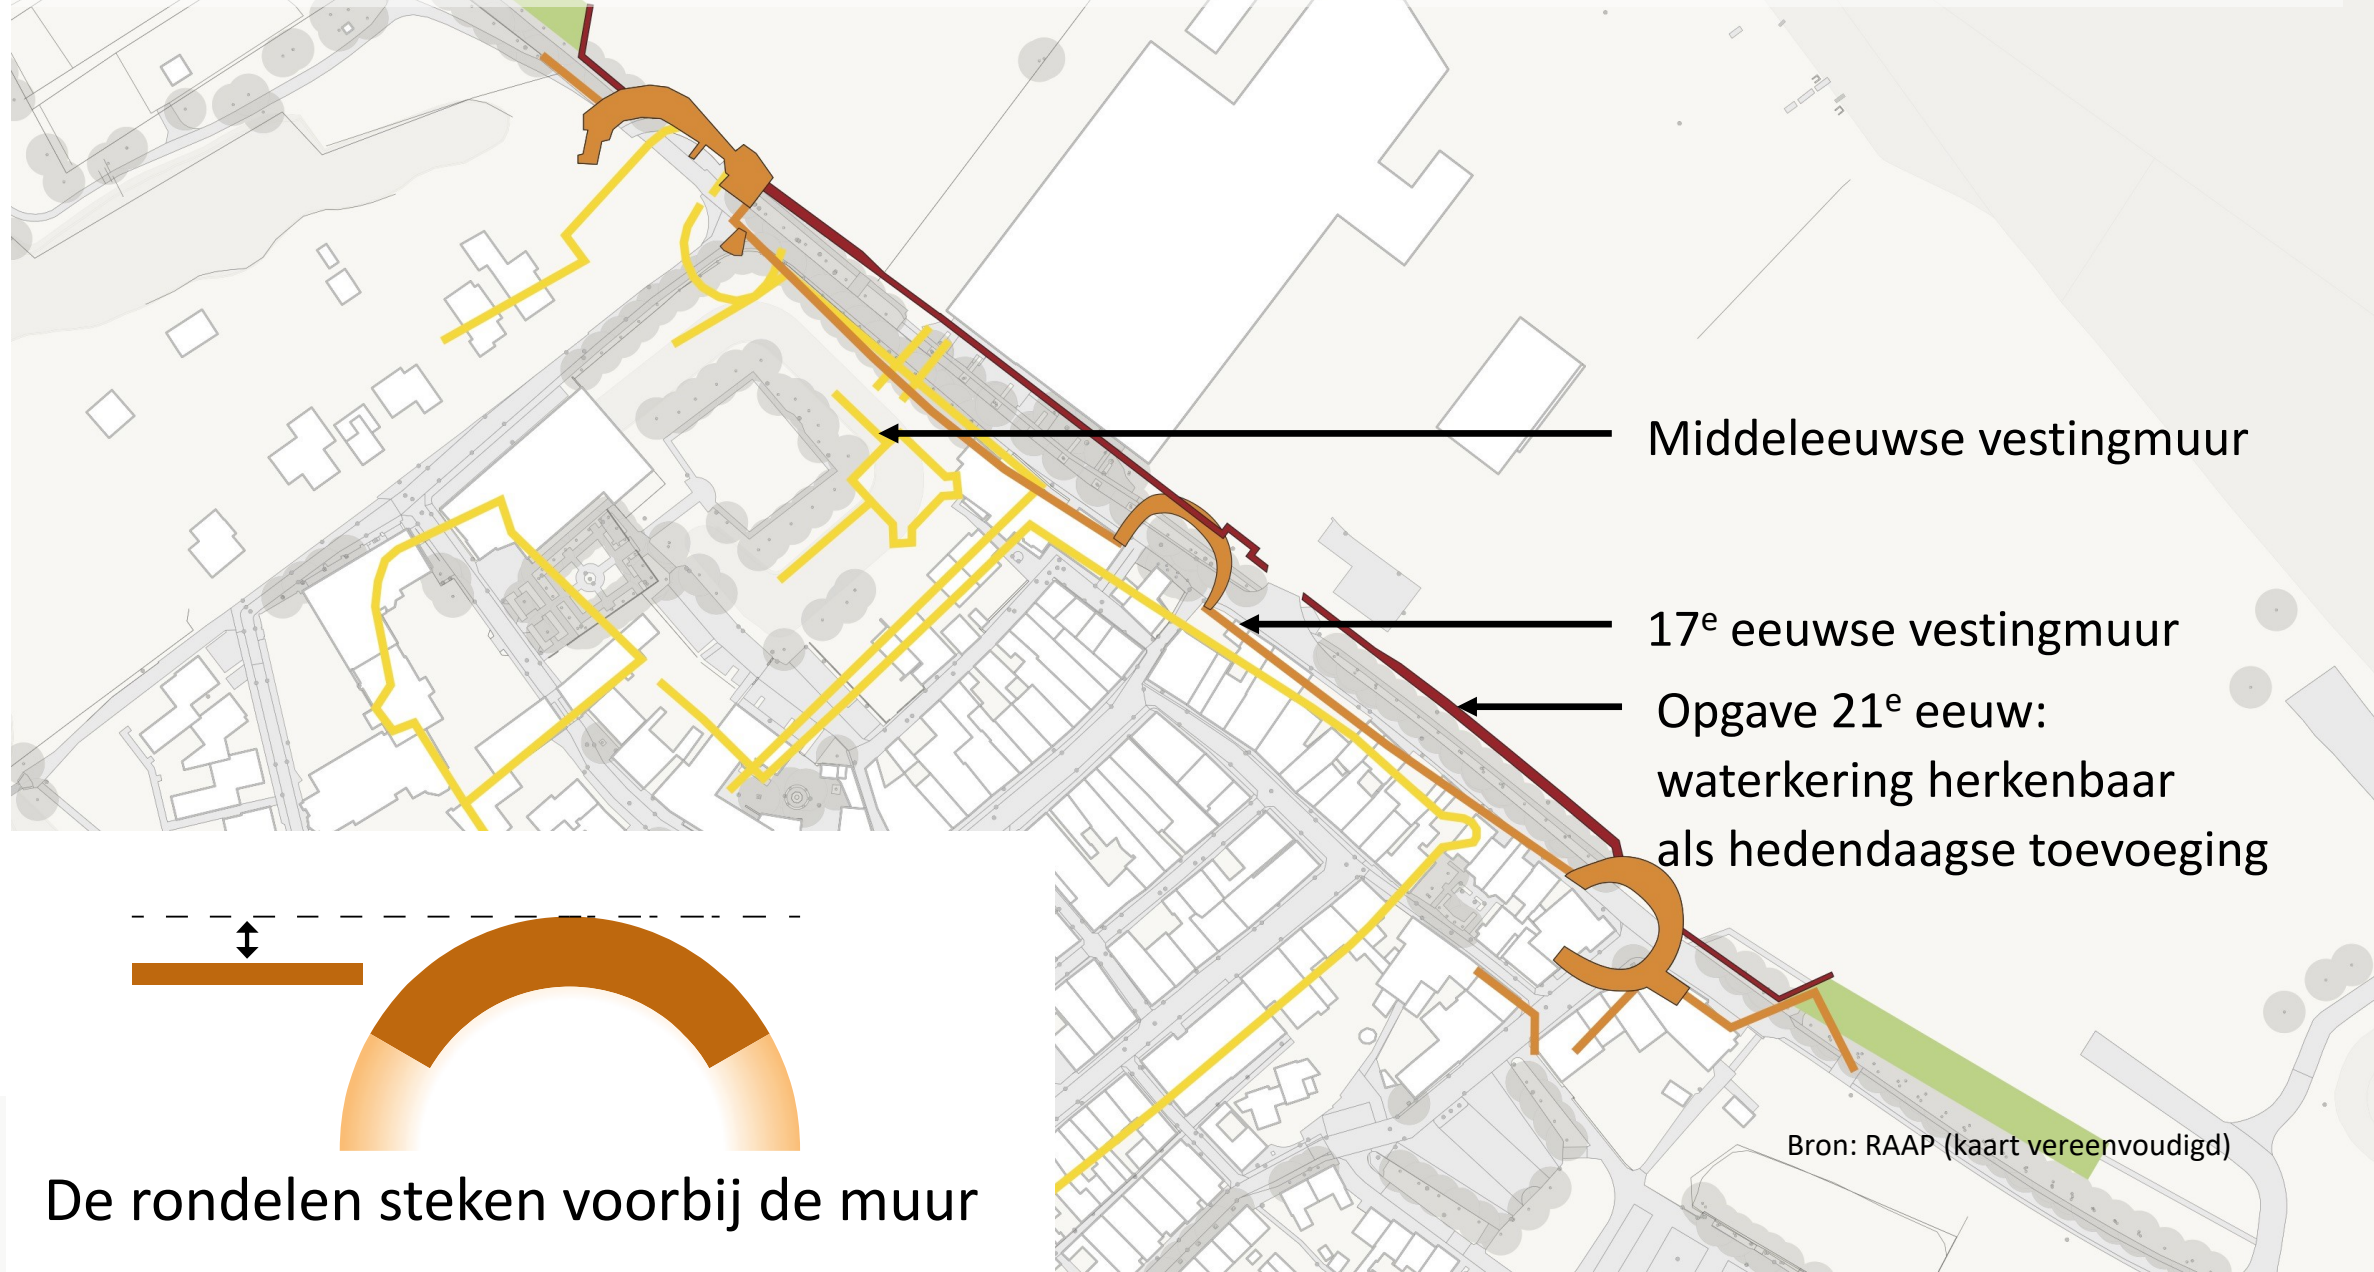 Middeleeuwse vestingmuur
17e eeuwse vestingmuur
Opgave 21e eeuw:
waterkering herkenbaar
als hedendaagse toevoeging
Bron: RAAP (kaart vereenvoudigd)
De rondelen steken voorbij de muur